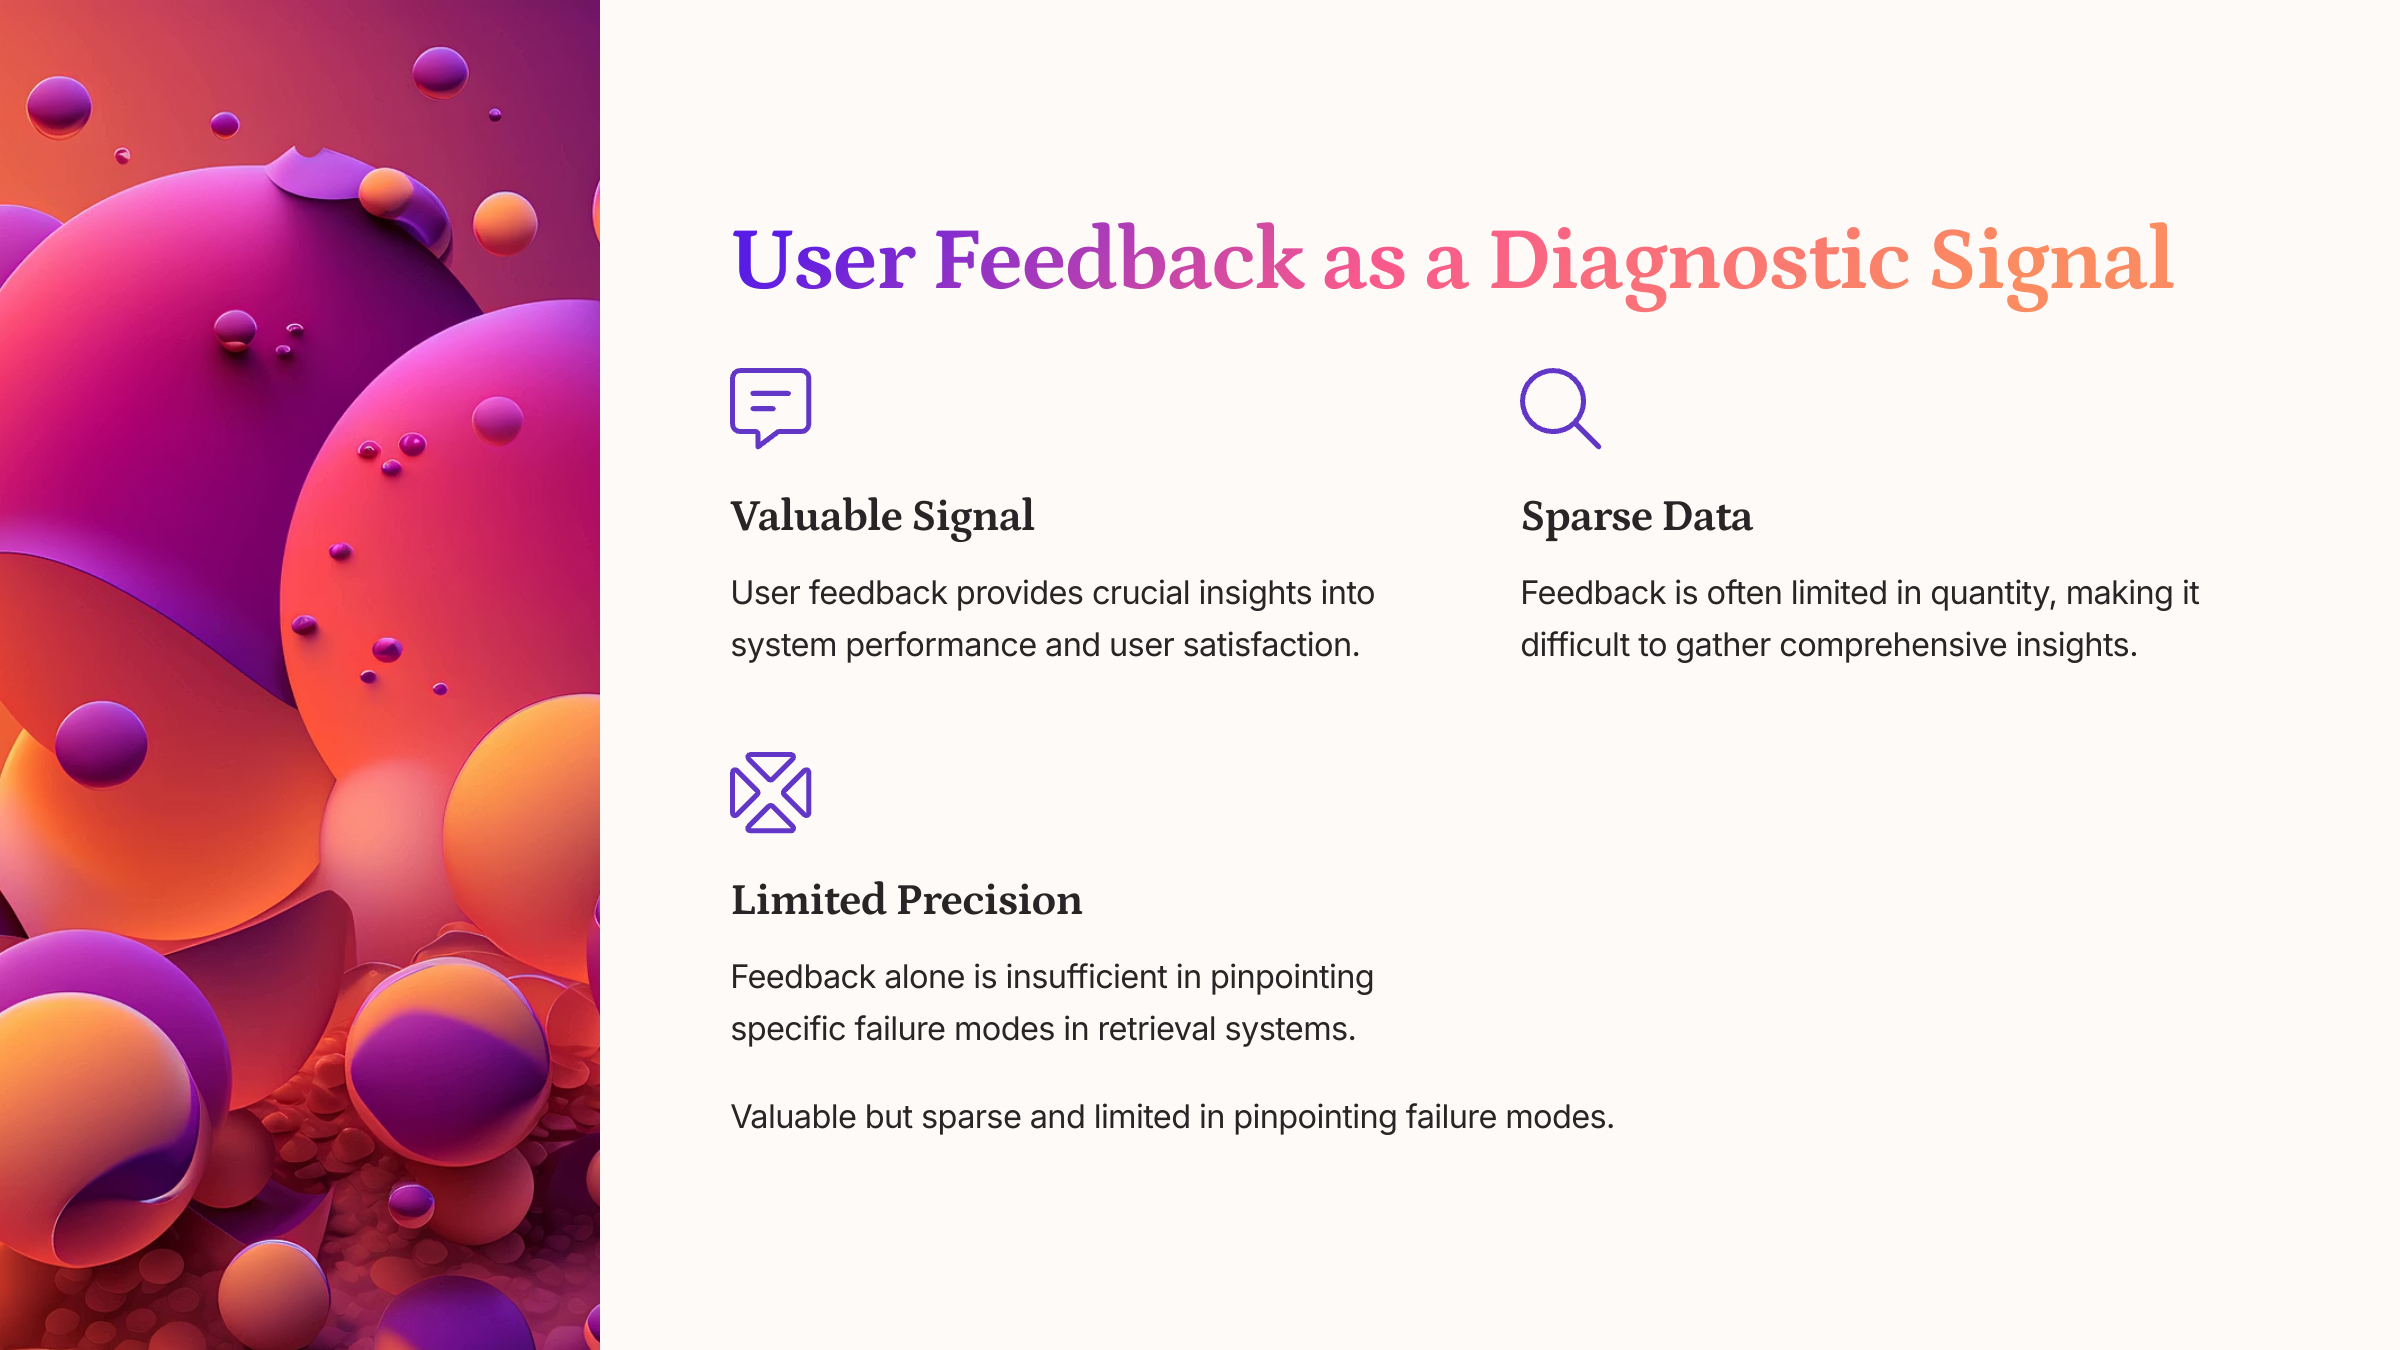 User Feedback as a Diagnostic Signal
Valuable Signal
User feedback provides crucial insights into
system performance and user satisfaction.
Sparse Data
Feedback is often limited in quantity, making it
difficult to gather comprehensive insights.
Limited Precision
Feedback alone is insufficient in pinpointing
specific failure modes in retrieval systems.
Valuable but sparse and limited in pinpointing failure modes.